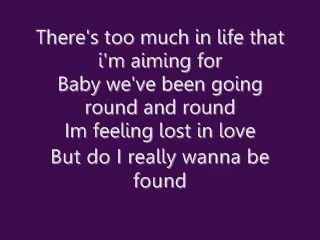 There's too much in life that
i'm aiming for
Baby we've been going
round and round
Im feeling lost in love
But do I really wanna be
found